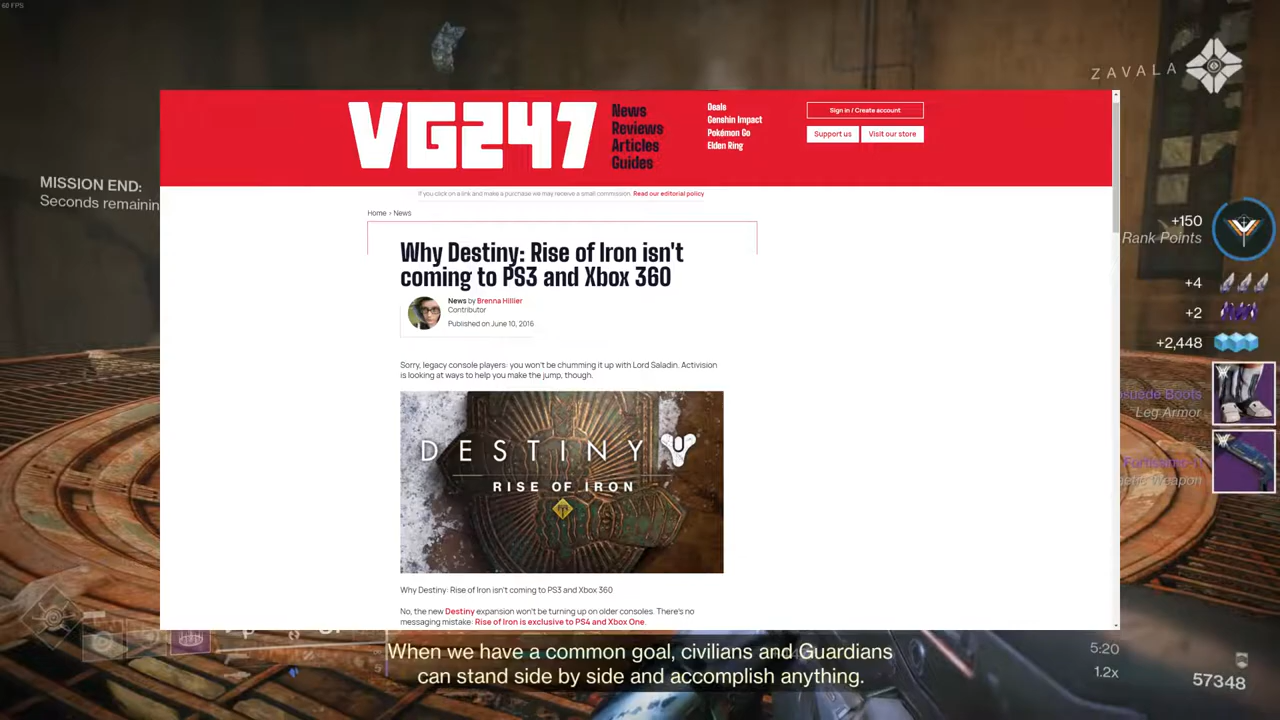 60 FPS
ZAVALA
MISSION END:
Seconds remainin
VG247
News
Reviews
Articles
Guides
Deals
Genshin Impact
Pokémon Go
Elden Ring
Sign in / Create account
Support us
Visit our store
If you click on a link and make a purchase we may receive a small commission. Read our editorial policy
Home › News
Why Destiny: Rise of Iron isn't
coming to PS3 and Xbox 360
News by Brenna Hillier
Contributor
Published on June 10, 2016
Sorry, legacy console players: you won't be chumming it up with Lord Saladin. Activision
is looking at ways to help you make the jump, though.
DESTINY
RISE OF IRON
Why Destiny: Rise of Iron isn't coming to PS3 and Xbox 360
No, the new Destiny expansion won't be turning up on older consoles. There's no
messaging mistake: Rise of Iron is exclusive to PS4 and Xbox One.
+150
Rank Points
+4
+2
+2,448
Boots
Leg Armor
Weapon
When we have a common goal, civilians and Guardians
can stand side by side and accomplish anything.
5:20
1.2x
57348